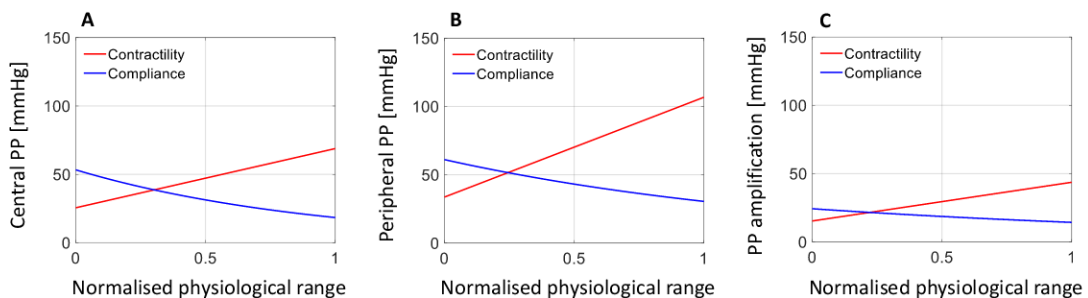 A
Central PP [mmHg]
150
100
50
0
Contractility
Compliance
0
0.5
1
Normalised physiological range
B
Peripheral PP [mmHg]
150
100
50
0
Contractility
Compliance
0
0.5
1
Normalised physiological range
C
PP amplification [mmHg]
150
100
50
0
Contractility
Compliance
0
0.5
1
Normalised physiological range